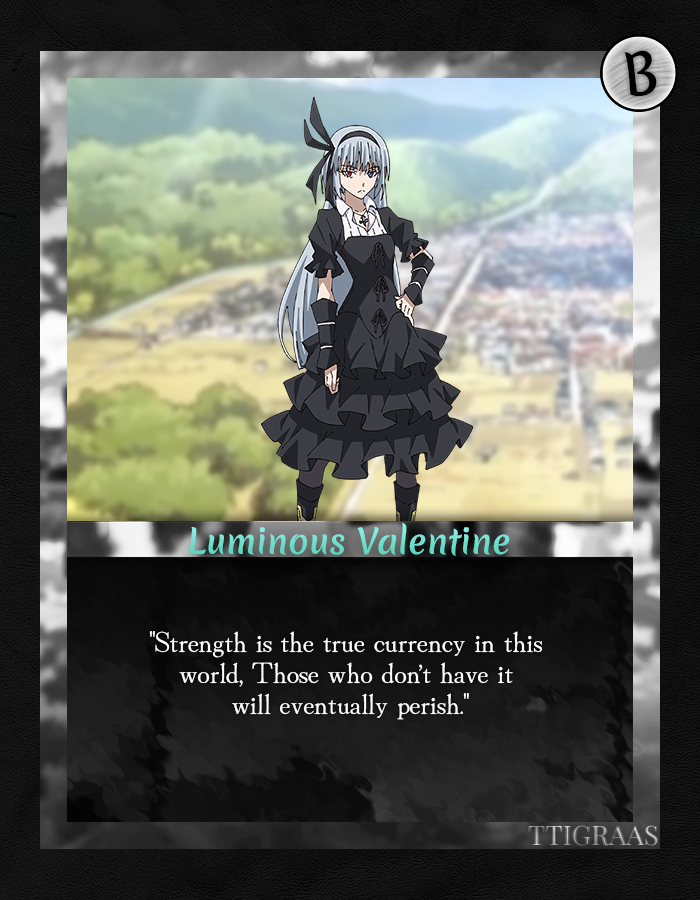 B
Luminous Valentine
"Strength is the true currency in this
world, Those who don't have it
will eventually perish."
TTIGRAAS